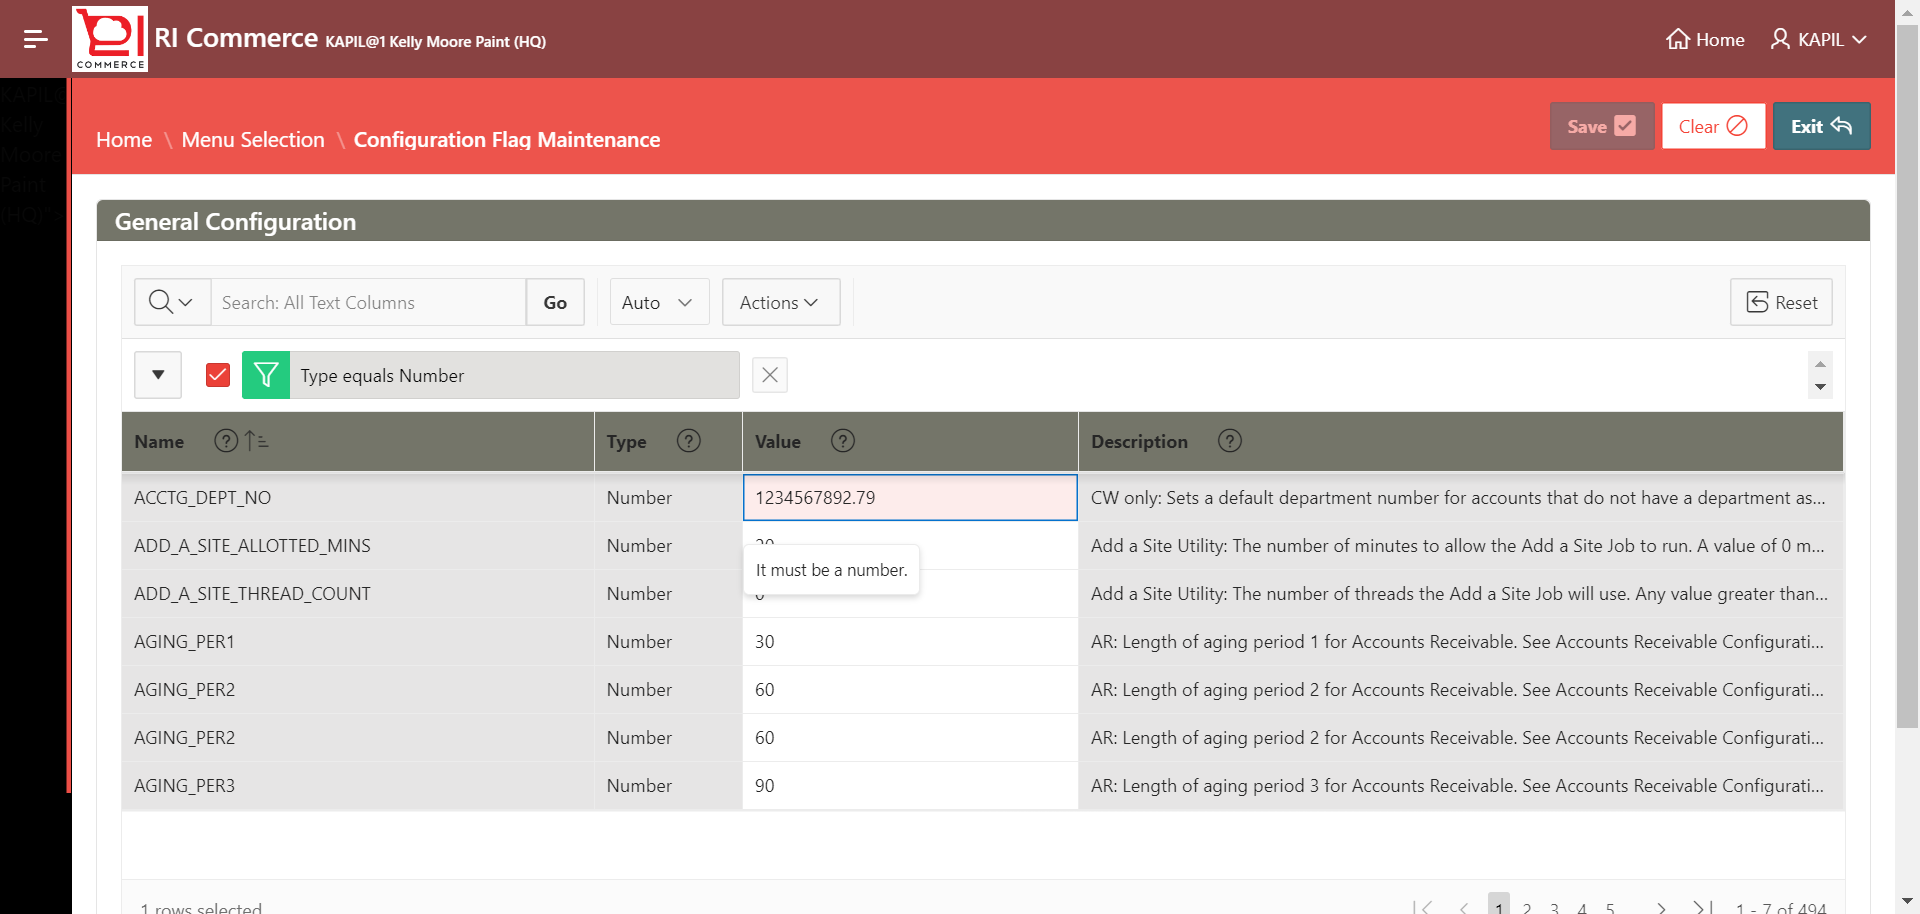 COMMERCE
RI Commerce KAPIL@1 Kelly Moore Paint (HQ)
Home KAPIL
Kelly
Moore
Paint
(HQ)
Home \ Menu Selection \ Configuration Flag Maintenance
Save Clear Exit
General Configuration
Search: All Text Columns Go Auto Actions Reset
Type equals Number
Name Type Value Description
ACCTG_DEPT_NO Number 1234567892.79 CW only: Sets a default department number for accounts that do not have a department as...
ADD_A_SITE_ALLOTTED_MINS Number Add a Site Utility: The number of minutes to allow the Add a Site Job to run. A value of 0 m...
It must be a number.
ADD_A_SITE_THREAD_COUNT Number Add a Site Utility: The number of threads the Add a Site Job will use. Any value greater than...
AGING_PER1 Number 30 AR: Length of aging period 1 for Accounts Receivable. See Accounts Receivable Configurati...
AGING_PER2 Number 60 AR: Length of aging period 2 for Accounts Receivable. See Accounts Receivable Configurati...
AGING_PER2 Number 60 AR: Length of aging period 2 for Accounts Receivable. See Accounts Receivable Configurati...
AGING_PER3 Number 90 AR: Length of aging period 3 for Accounts Receivable. See Accounts Receivable Configurati...
1 rows selected 1 2 3 4 5 1 - 7 of 494